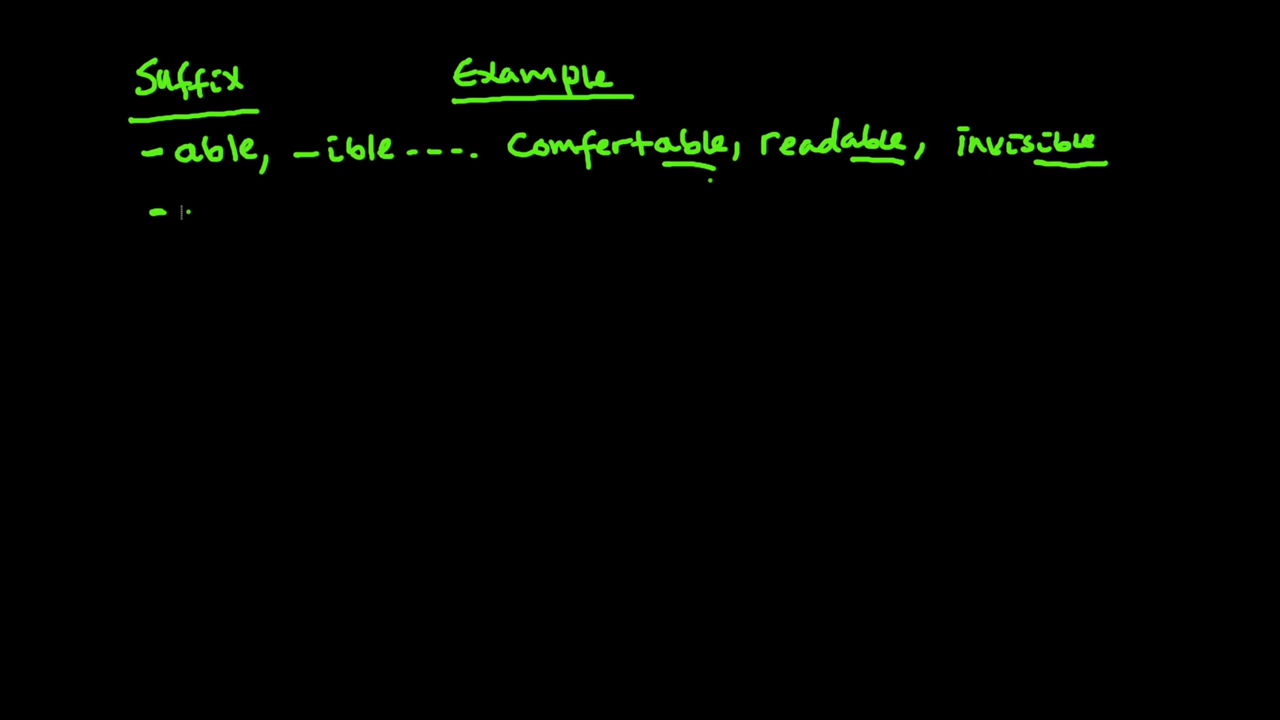 Suffix Example
- able, - ible - - - . Comfertable, readable, invisible
-